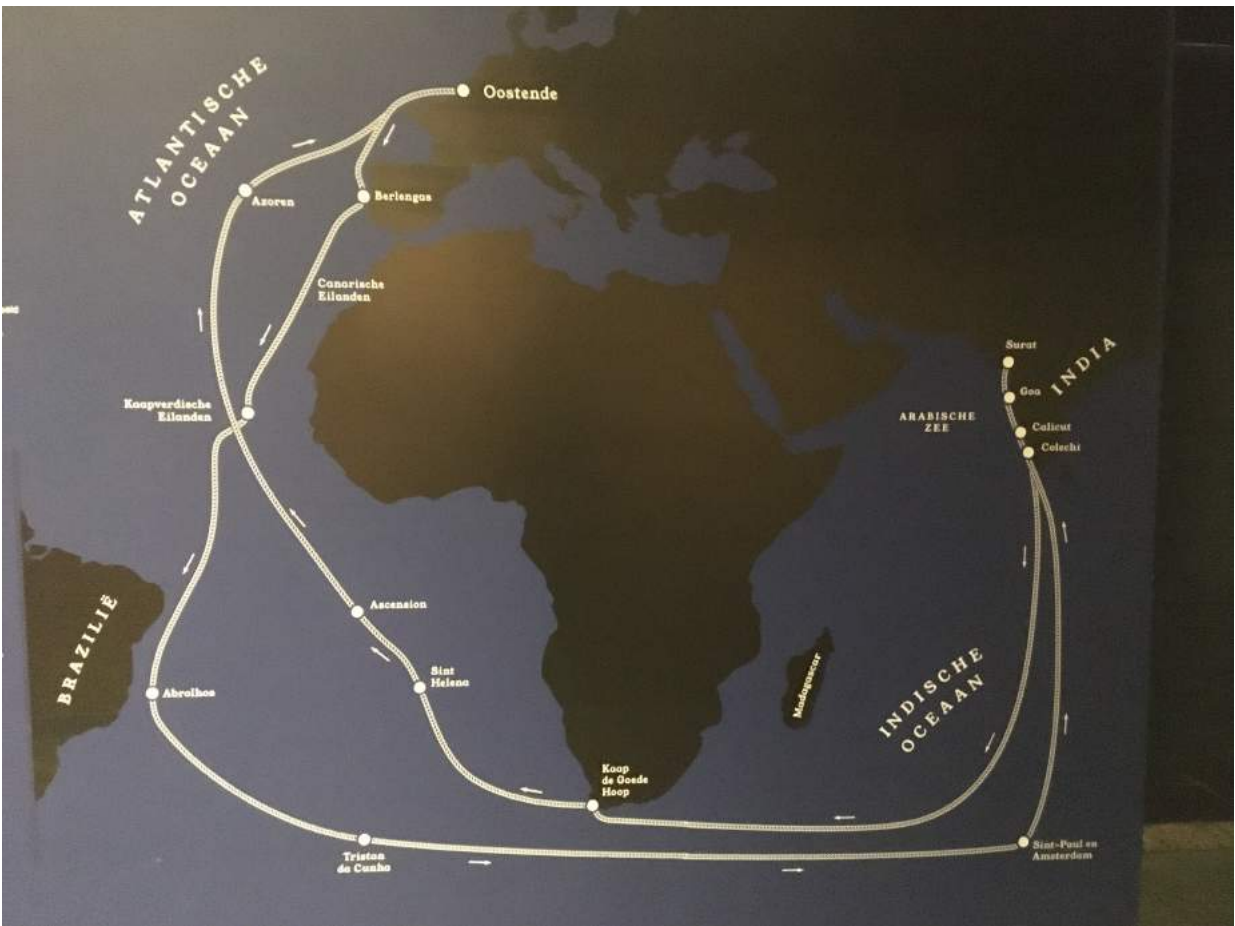 ATLANTISCHE
OCEAAN
Oostende
Azoren
Berlengas
Canarische
Eilanden
Kaapverdische
Eilanden
Surat
INDIA
Goa
ARABISCHE
ZEE
Calicut
Colechi
Ascension
BRAZILIË
Sint
Helena
Abrolhos
Madagascar
INDISCHE
OCEAAN
Kaap
de Goede
Hoop
Tristan
da Cunha
Sint-Paul en
Amsterdam